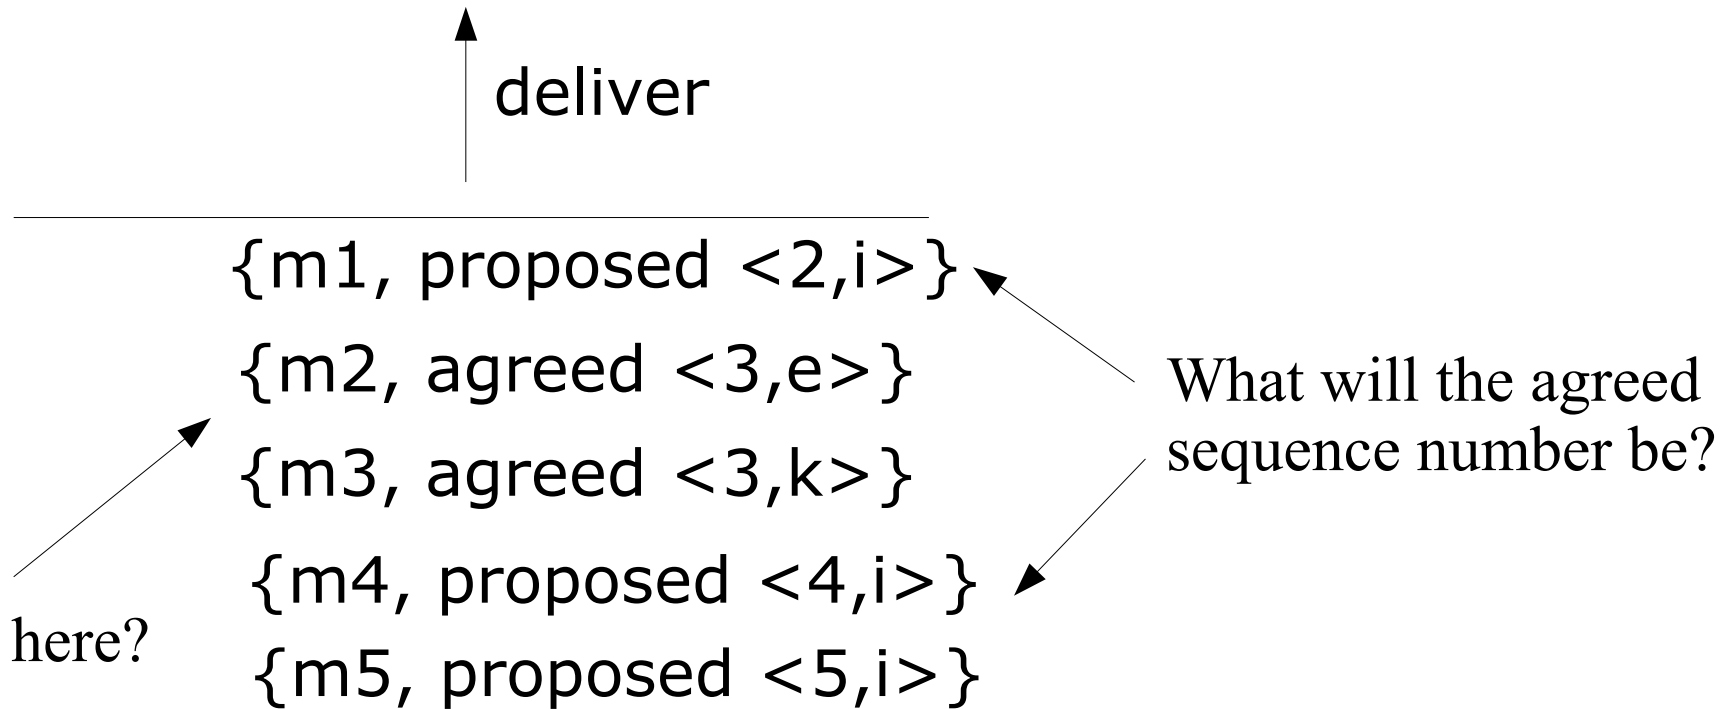 deliver
{m1, proposed <2,i>}
{m2, agreed <3,e>}
{m3, agreed <3,k>}
{m4, proposed <4,i>}
{m5, proposed <5,i>}
What will the agreed
sequence number be?
here?